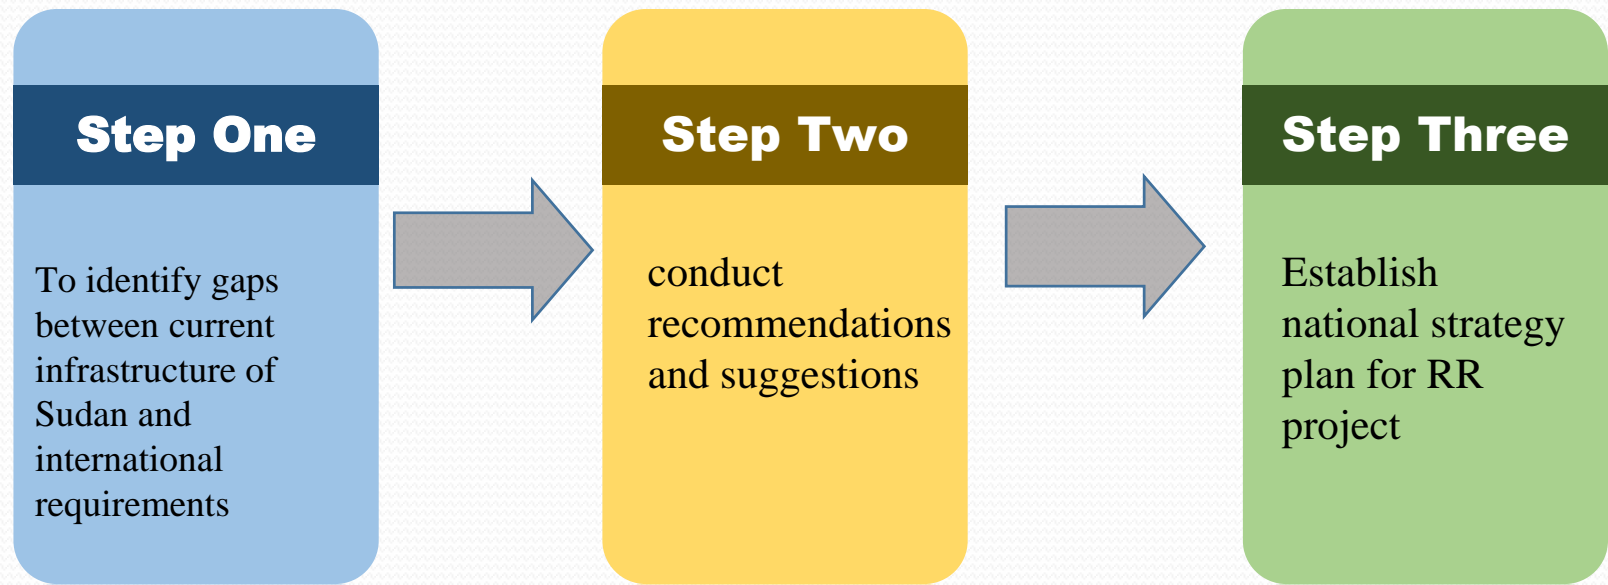 Step One
To identify gaps
between current
infrastructure of
Sudan and
international
requirements
Step Two
conduct
recommendations
and suggestions
Step Three
Establish
national strategy
plan for RR
project